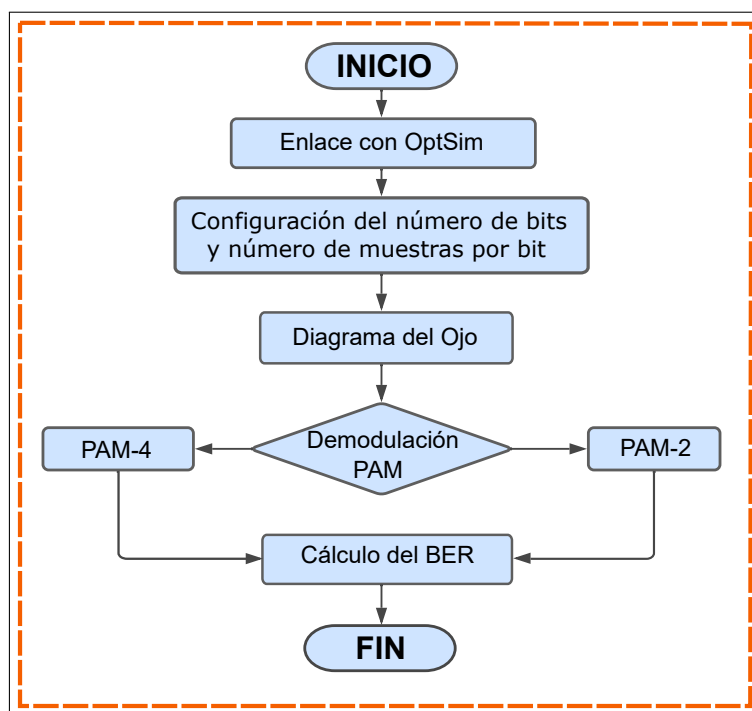 INICIO
Enlace con OptSim
Configuración del número de bits
y número de muestras por bit
Diagrama del Ojo
Demodulación
PAM
PAM-4
PAM-2
Cálculo del BER
FIN